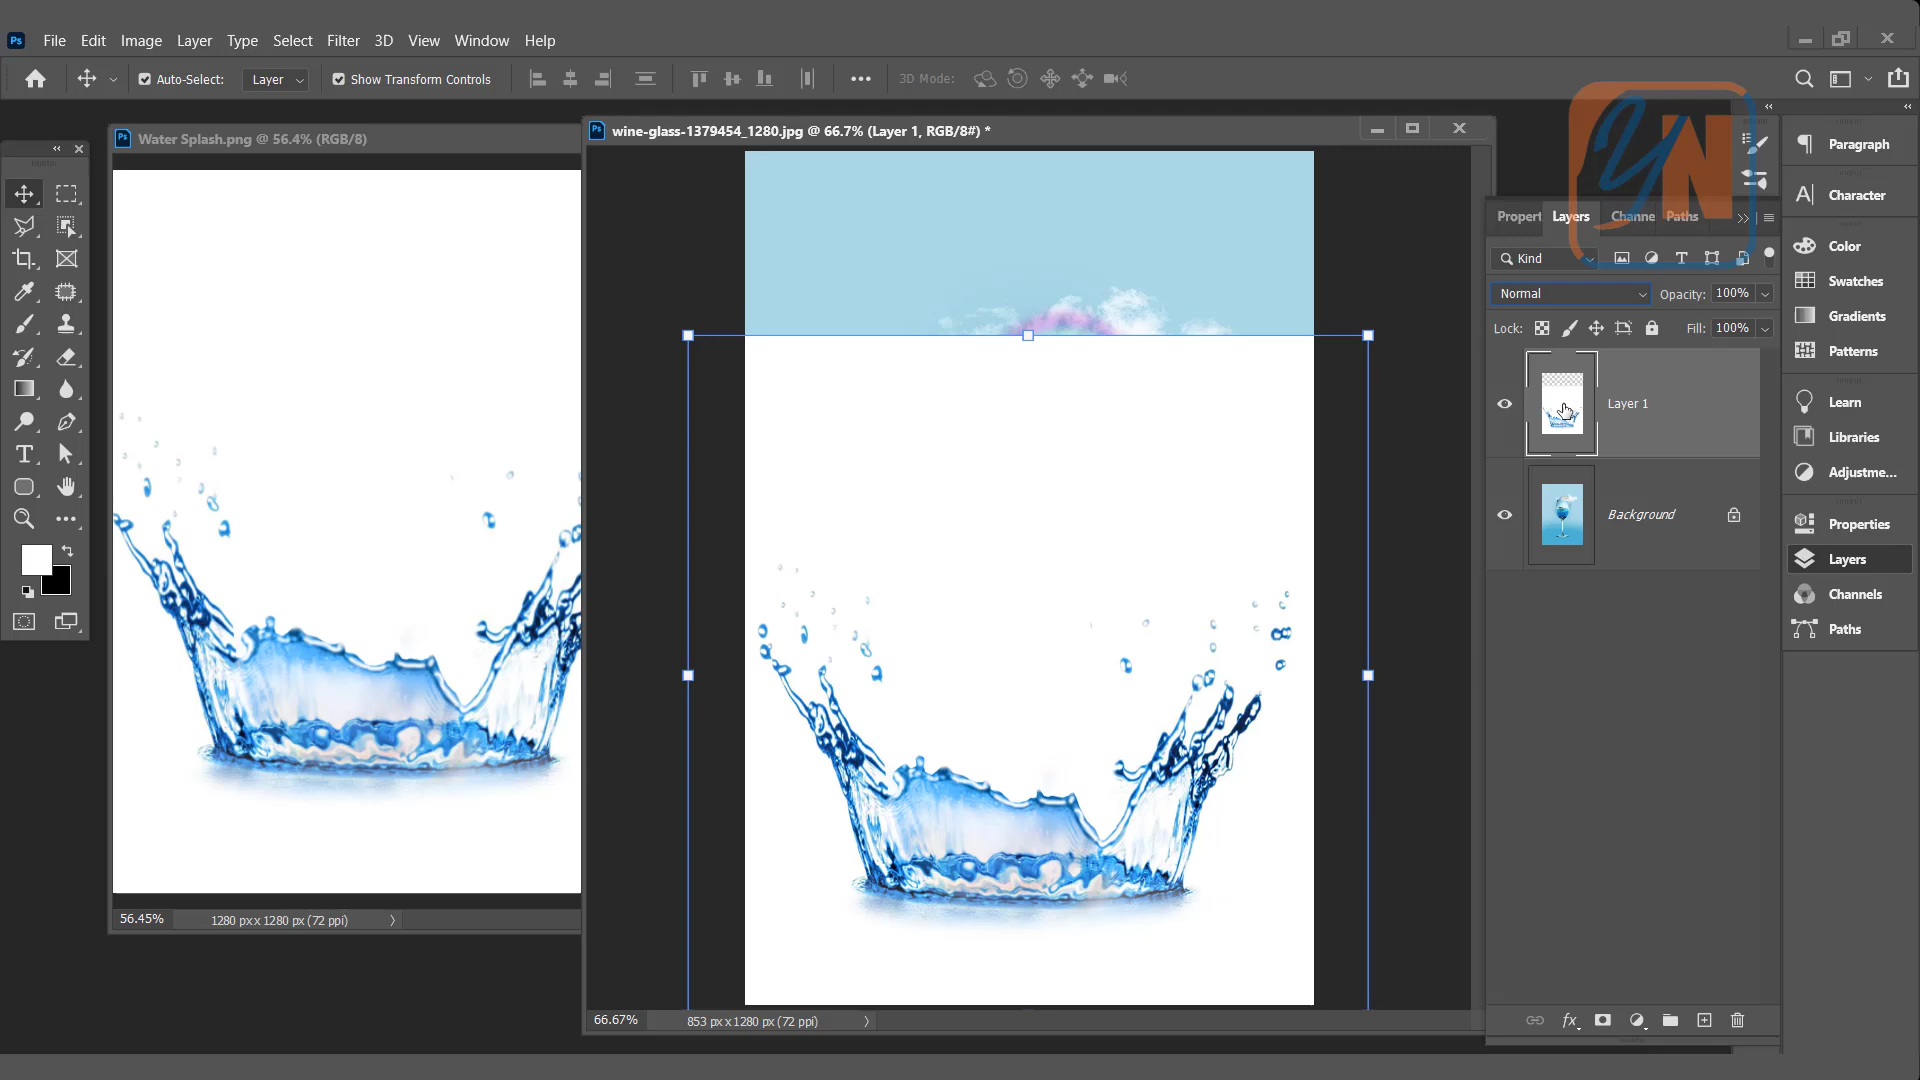 Ps File Edit Image Layer Type Select Filter 3D View Window Help
Auto-Select: Layer Show Transform Controls 3D Mode:
Water Splash.png @ 56.4% (RGB/8)
wine-glass-1379454_1280.jpg @ 66.7% (Layer 1, RGB/8#) *
YN
Propert Layers Channe Paths
Kind
Normal Opacity: 100%
Lock: Fill: 100%
Layer 1
Background
Paragraph
Character
Color
Swatches
Gradients
Patterns
Learn
Libraries
Adjustme...
Properties
Layers
Channels
Paths
56.45% 1280 px x 1280 px (72 ppi)
66.67% 853 px x 1280 px (72 ppi)
fx